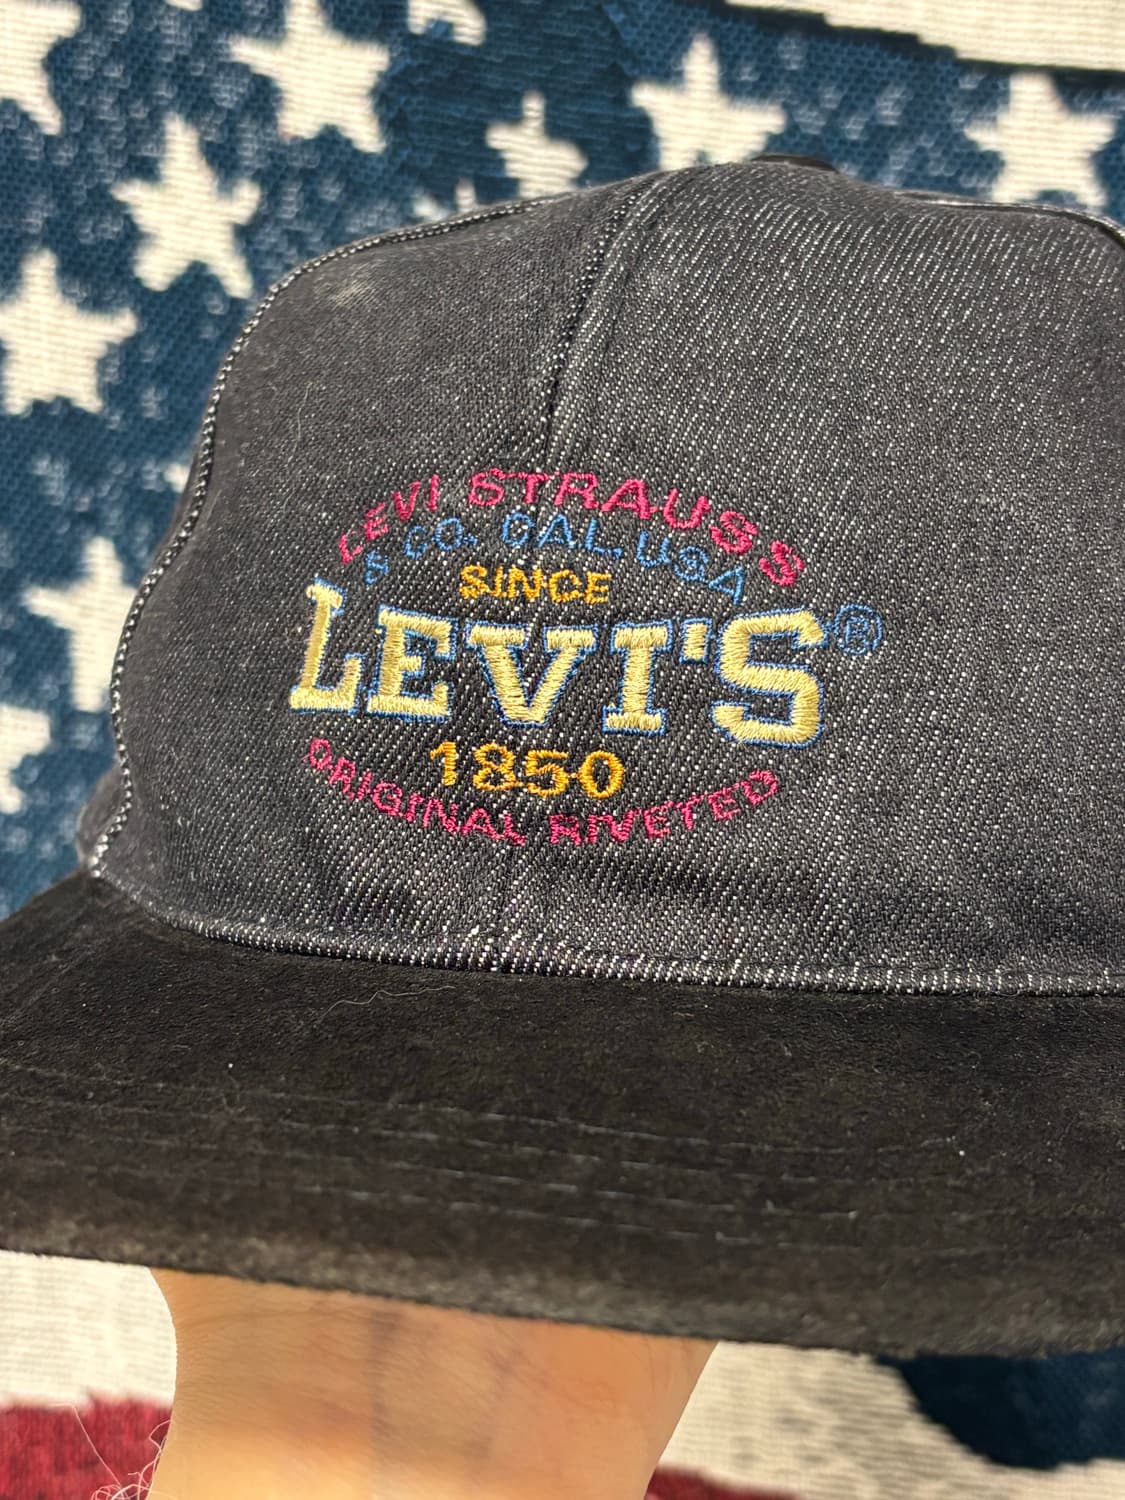 LEVI STRAUSS
& CO. CAL. USA
SINCE
LEVI'S®
1850
ORIGINAL RIVETED